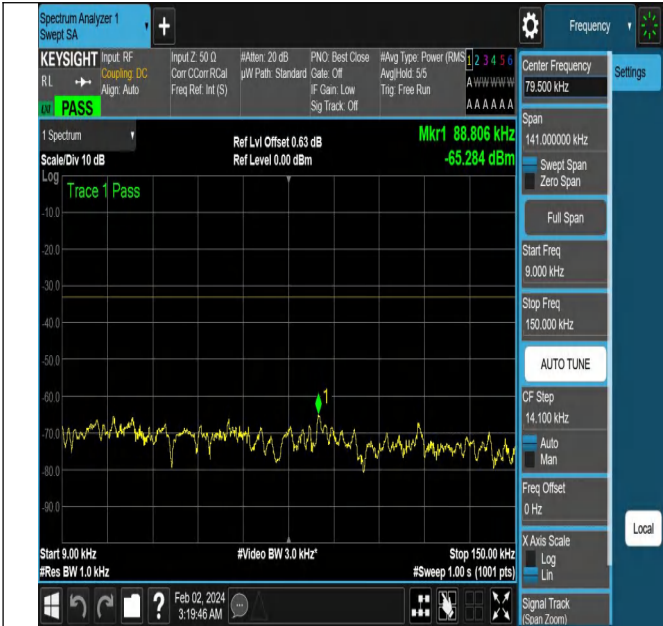 Spectrum Analyzer 1
Swept SA
+
Frequency
KEYSIGHT
RL
PASS
Input: RF
Coupling: DC
Align: Auto
Input Z: 50 Ω
Corr CCorr RCal
Freq Ref: Int (S)
#Atten: 20 dB
µW Path: Standard
PNO: Best Close
Gate: Off
IF Gain: Low
Sig Track: Off
#Avg Type: Power (RMS
Avg|Hold: 5/5
Trig: Free Run
1 2 3 4 5 6
A W W W W W
A A A A A A
1 Spectrum
Scale/Div 10 dB
Ref Lvl Offset 0.63 dB
Ref Level 0.00 dBm
Mkr1 88.806 kHz
-65.284 dBm
Log
Trace 1 Pass
-10.0
-20.0
-30.0
-40.0
-50.0
-60.0
-70.0
-80.0
-90.0
1
Start 9.00 kHz
#Res BW 1.0 kHz
#Video BW 3.0 kHz*
Stop 150.00 kHz
#Sweep 1.00 s (1001 pts)
?
Feb 02, 2024
3:19:46 AM
Center Frequency
79.500 kHz
Settings
Span
141.000000 kHz
Swept Span
Zero Span
Full Span
Start Freq
9.000 kHz
Stop Freq
150.000 kHz
AUTO TUNE
CF Step
14.100 kHz
Auto
Man
Freq Offset
0 Hz
Local
X Axis Scale
Log
Lin
Signal Track
(Span Zoom)